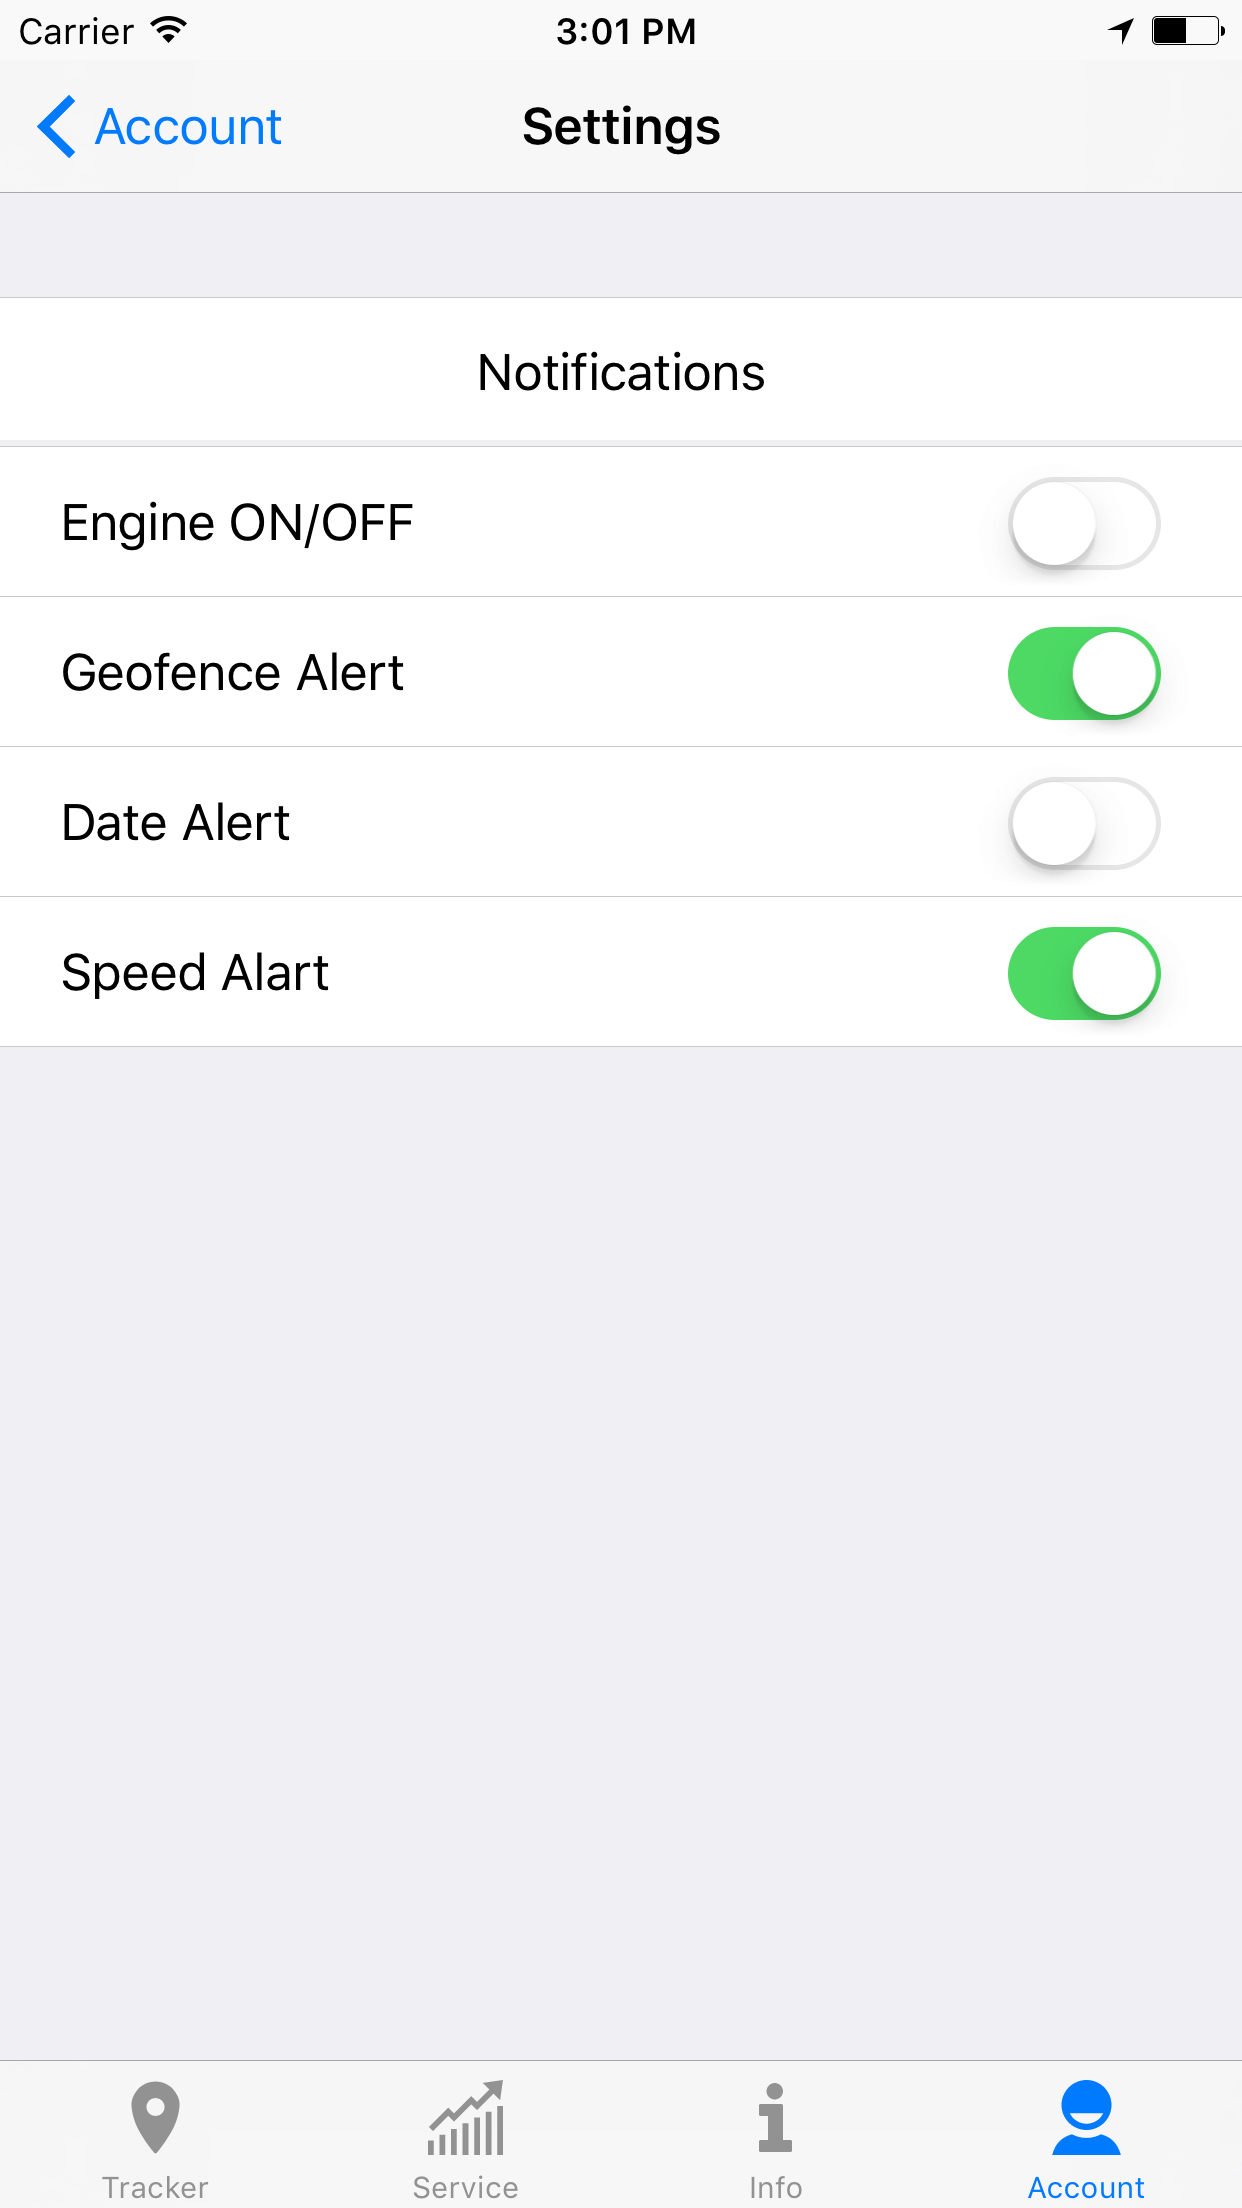 Carrier 3:01 PM
Account Settings
Notifications
Engine ON/OFF
Geofence Alert
Date Alert
Speed Alart
Tracker Service Info Account